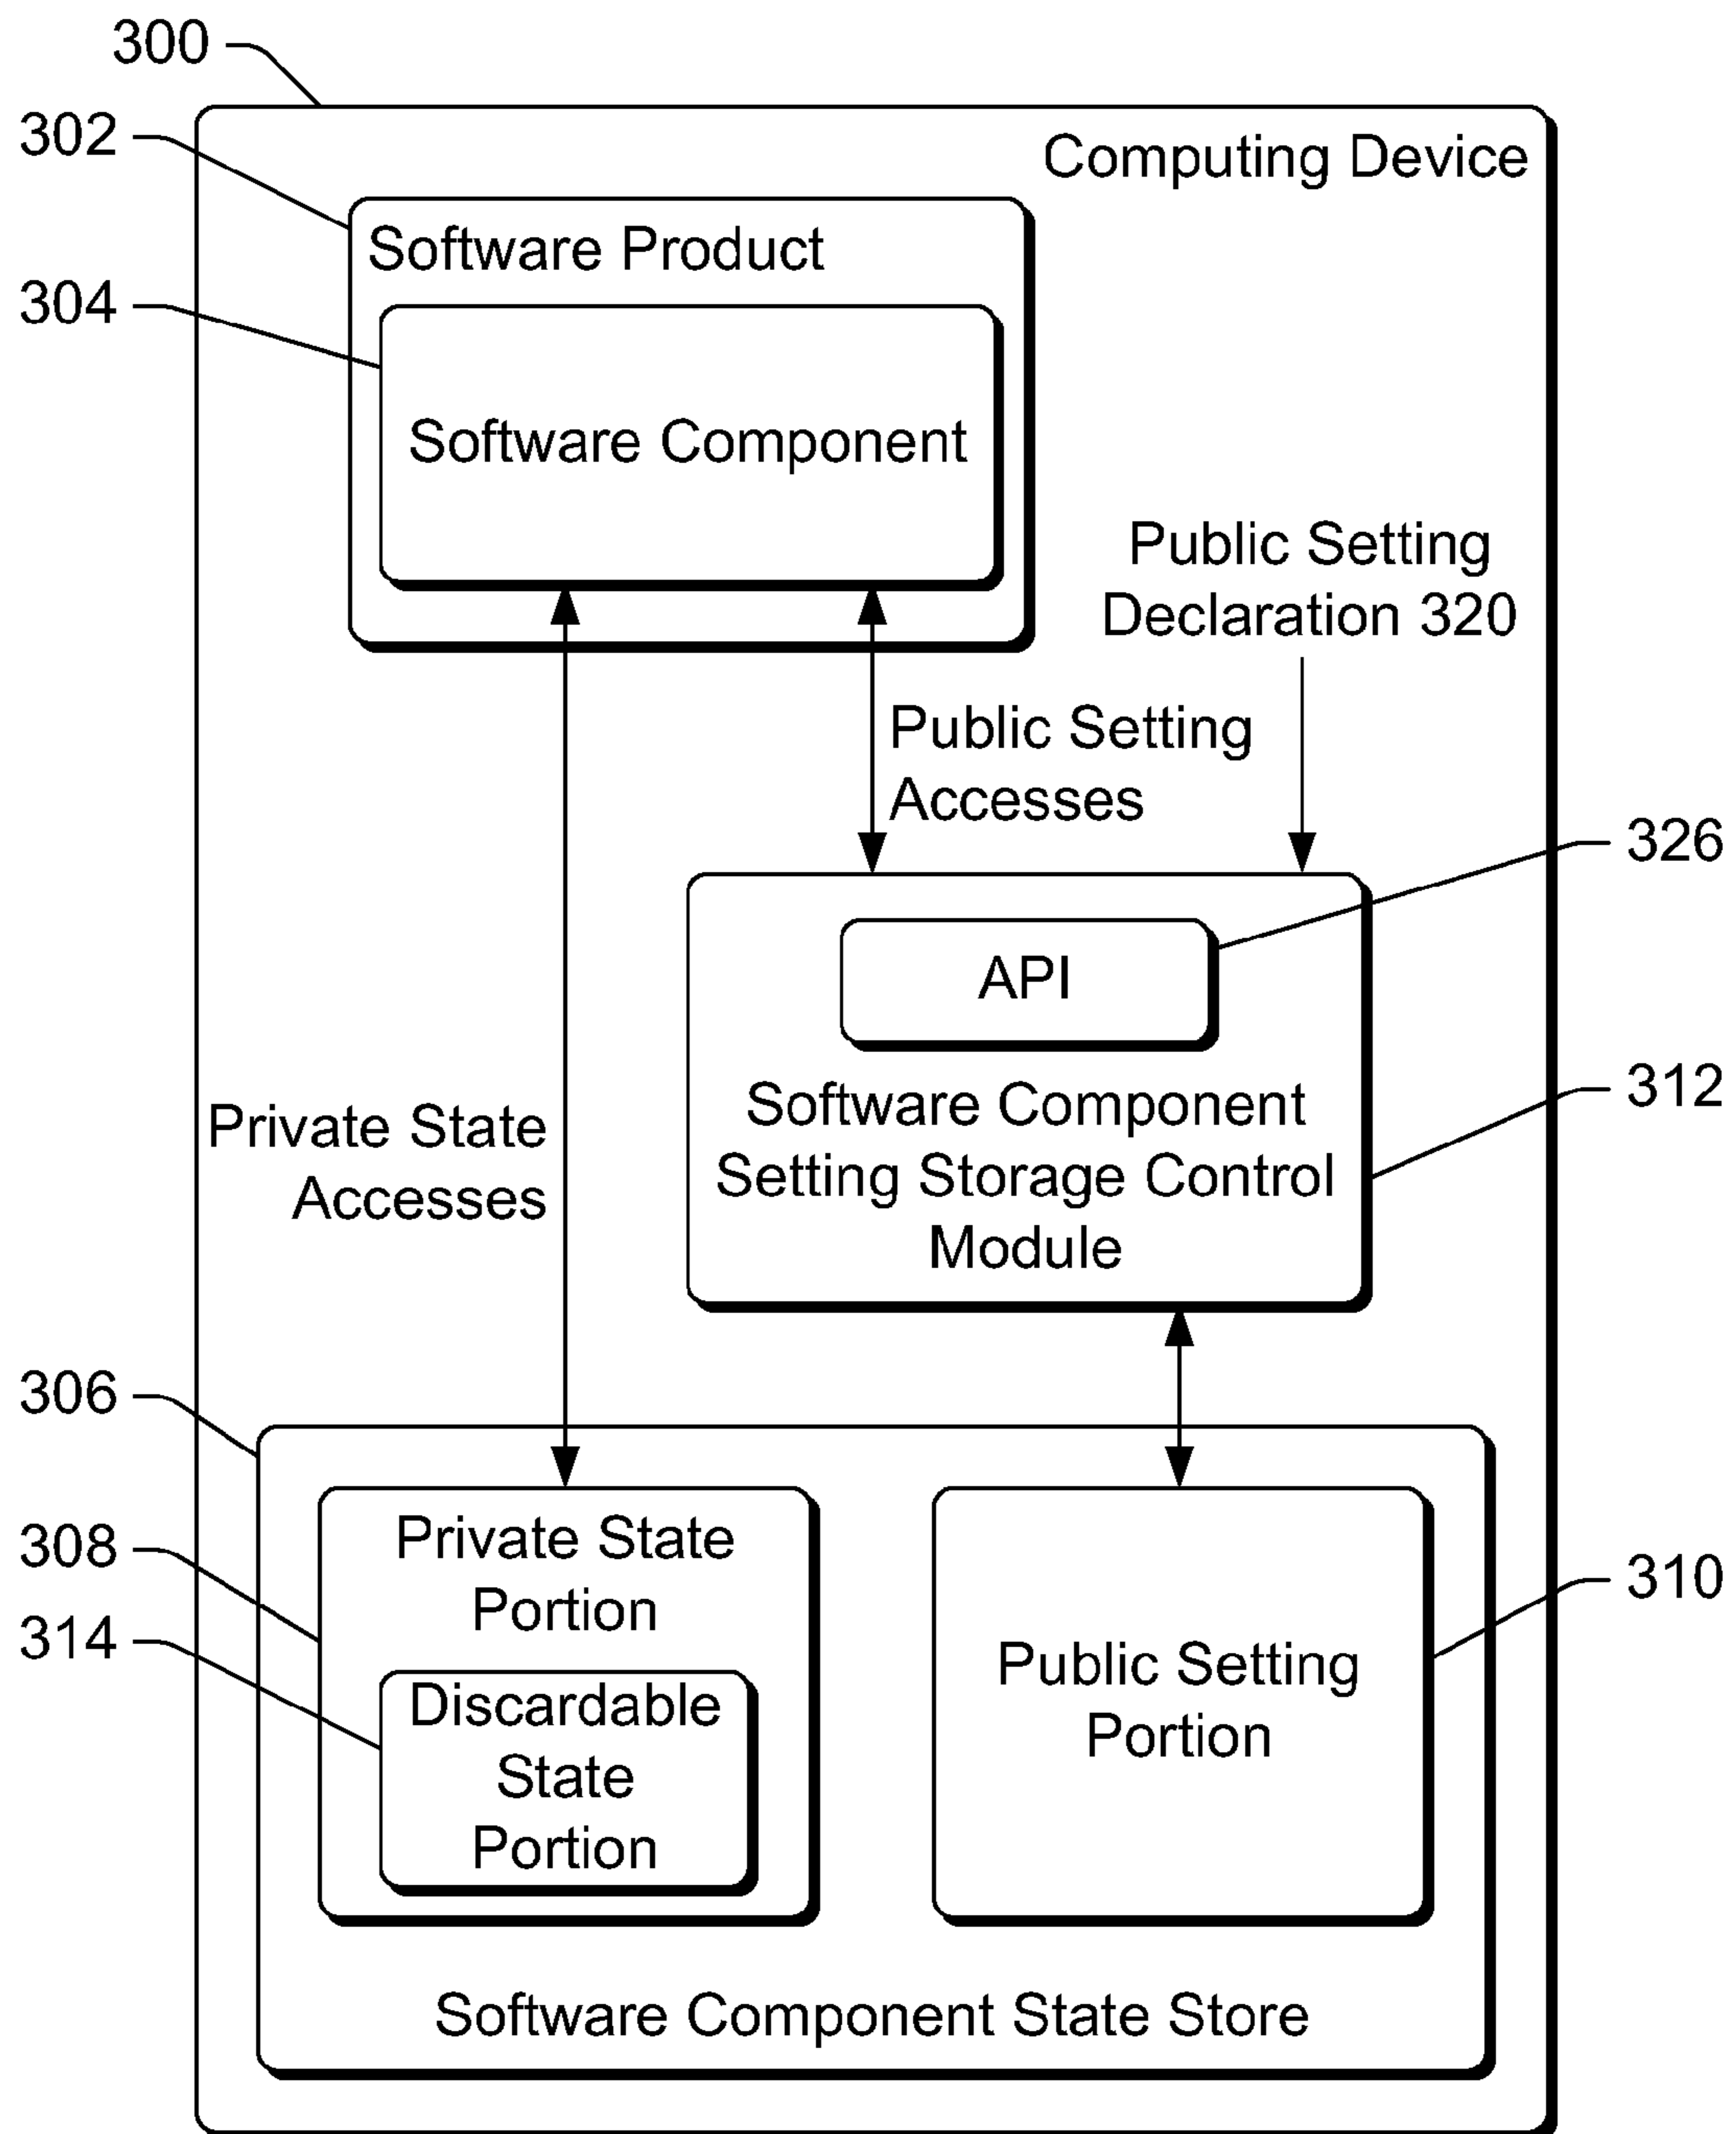 300
302
Computing Device
Software Product
304
Software Component
Public Setting
Declaration 320
Public Setting
Accesses
326
API
312
Software Component
Setting Storage Control
Module
Private State
Accesses
306
308
Private State
Portion
310
314
Public Setting
Portion
Discardable
State
Portion
Software Component State Store